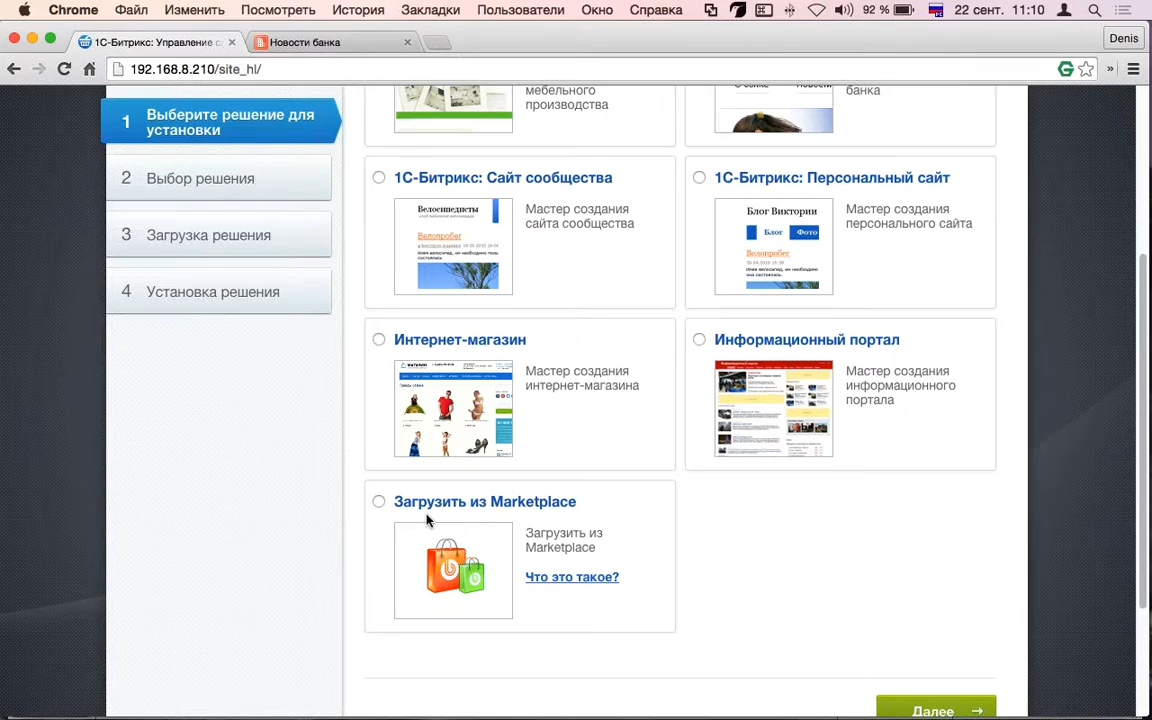 Chrome Файл Изменить Посмотреть История Закладки Пользователи Окно Справка 92 % 22 сент. 11:10
1С-Битрикс: Управление с
Новости банка
Denis
192.168.8.210/site_hl/
1 Выберите решение для
установки
2 Выбор решения
3 Загрузка решения
4 Установка решения
мебельного
производства
банка
1С-Битрикс: Сайт сообщества
Велосипедисты
Велопробег
Мастер создания
сайта сообщества
1С-Битрикс: Персональный сайт
Блог Виктории
Блог Фото
Велопробег
Мастер создания
персонального сайта
Интернет-магазин
МАГАЗИН
Мастер создания
интернет-магазина
Информационный портал
Мастер создания
информационного
портала
Загрузить из Marketplace
Загрузить из
Marketplace
Что это такое?
Далее →